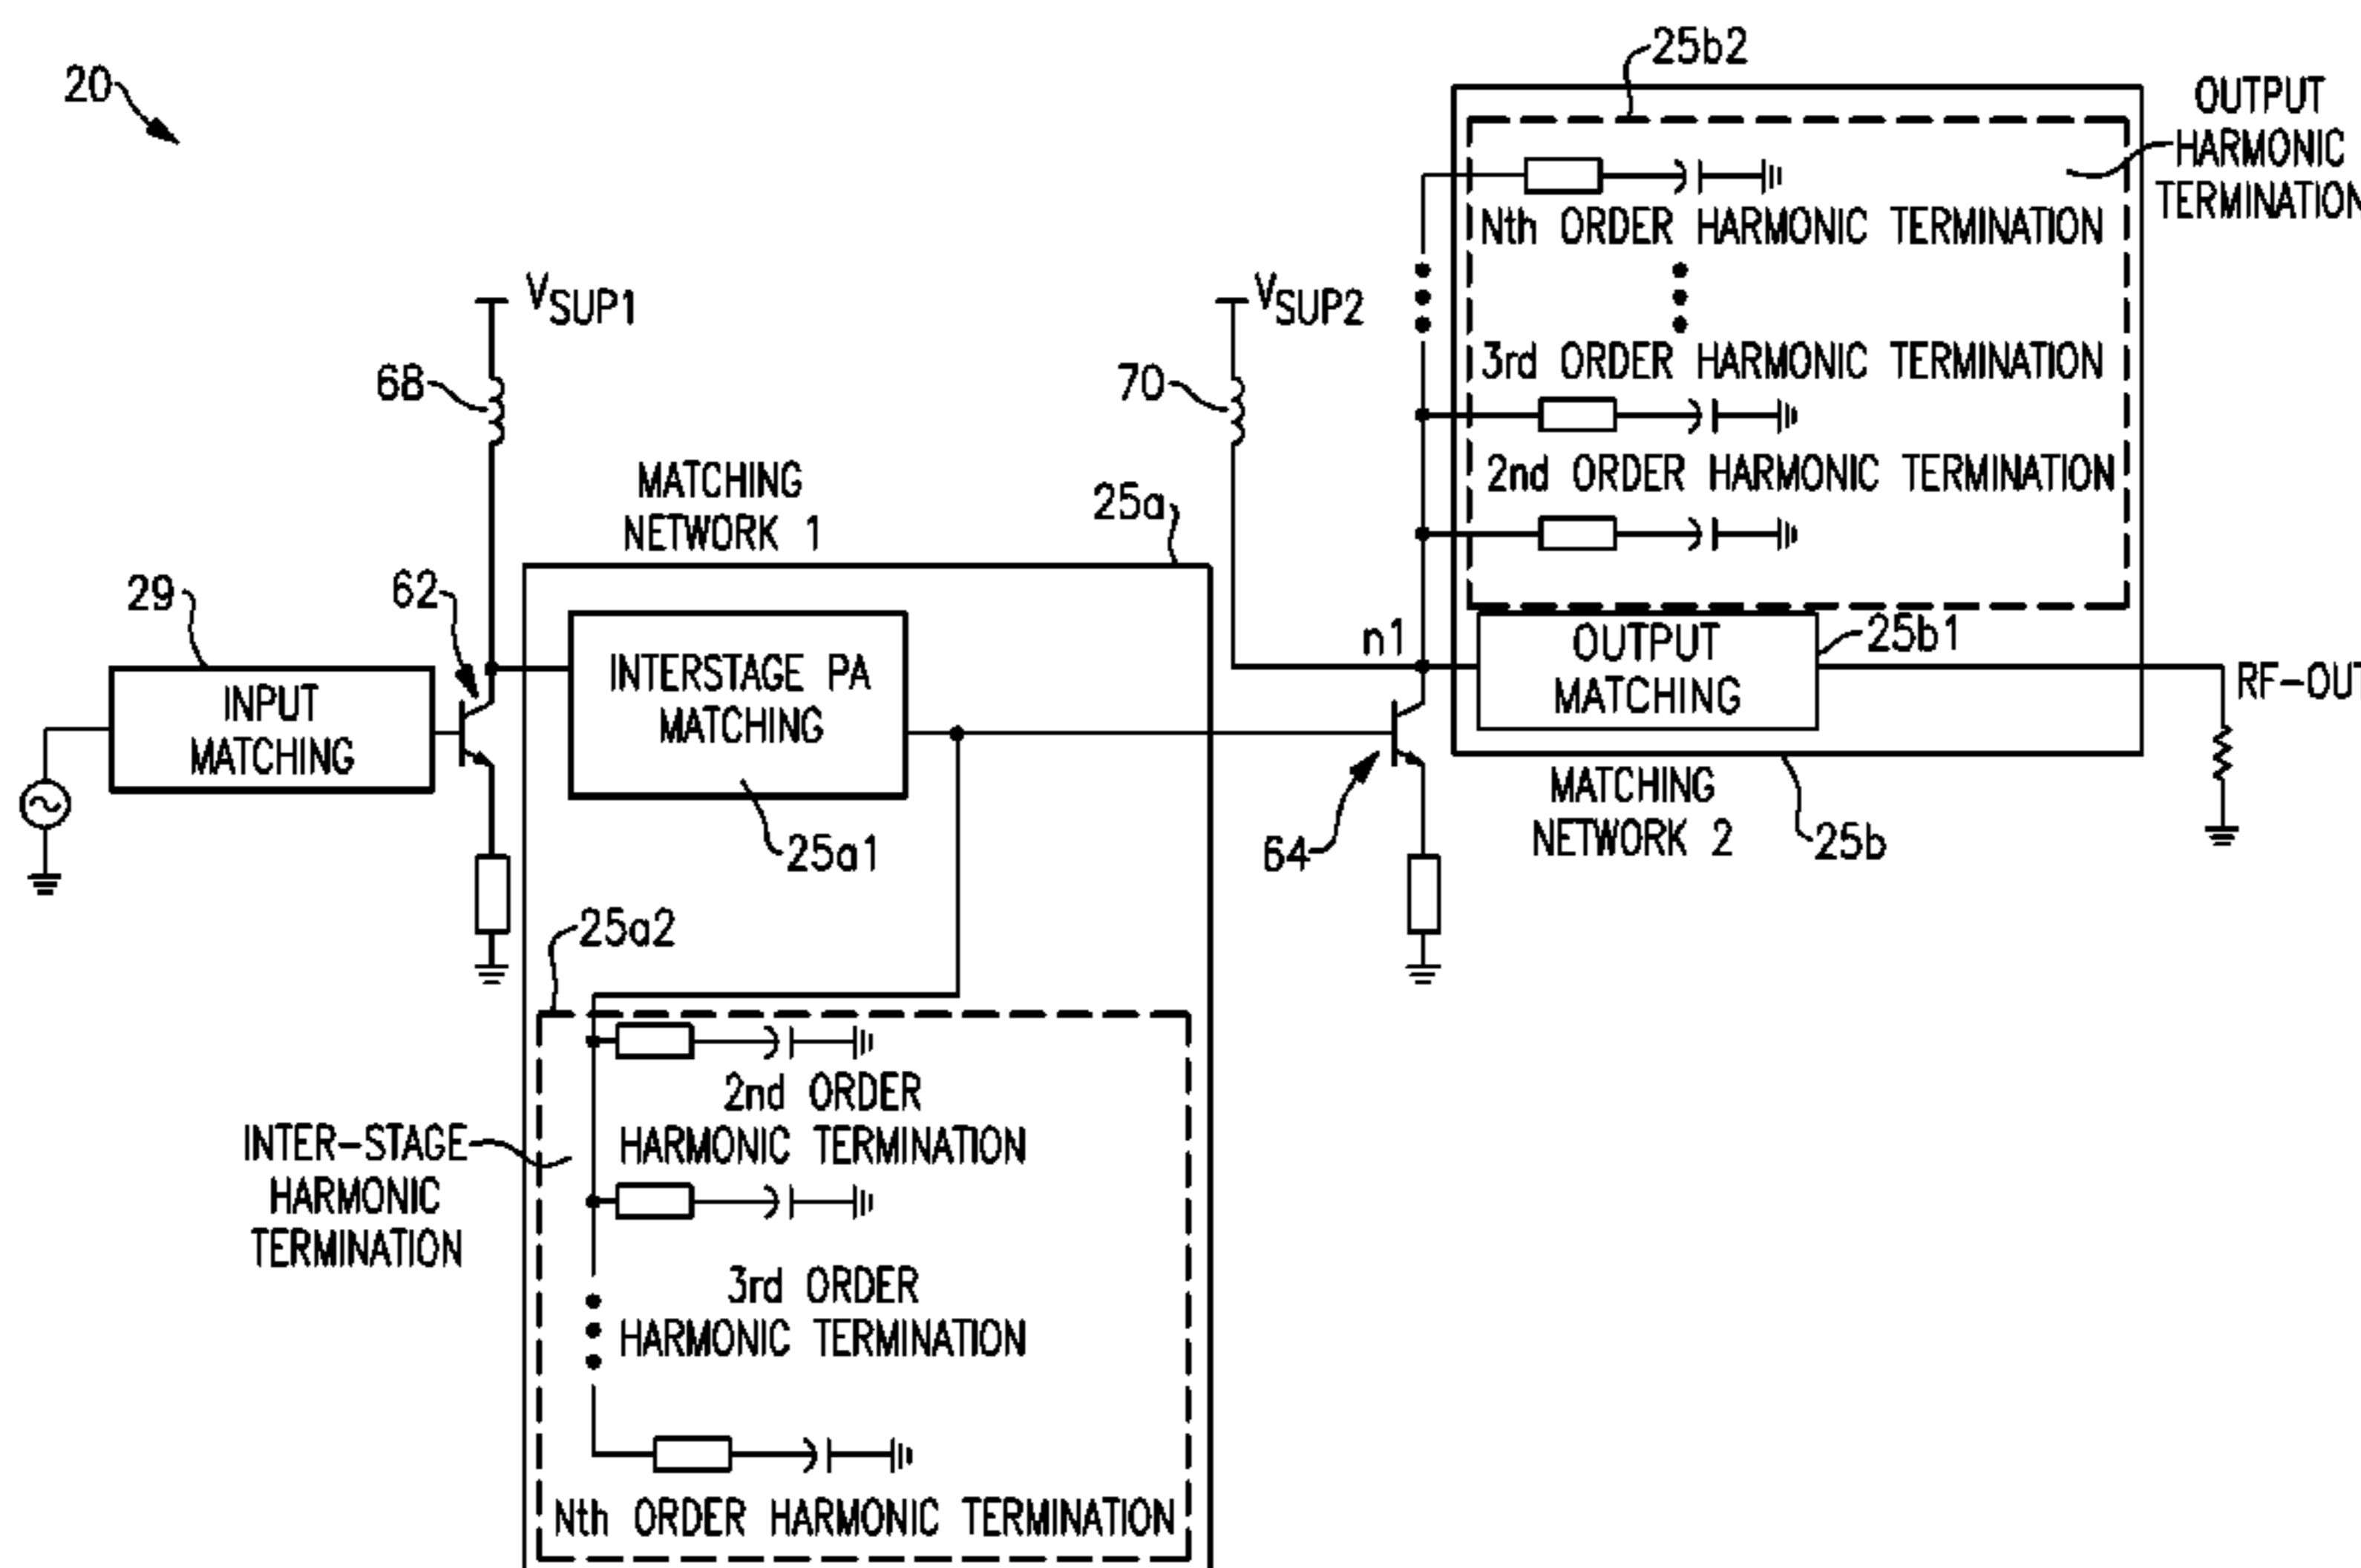 20
25b2
OUTPUT
HARMONIC
TERMINATION
Nth ORDER HARMONIC TERMINATION
VSUP1
VSUP2
68
70
3rd ORDER HARMONIC TERMINATION
2nd ORDER HARMONIC TERMINATION
MATCHING
NETWORK 1
25a
29
62
INPUT
MATCHING
INTERSTAGE PA
MATCHING
25a1
n1
OUTPUT
MATCHING
25b1
RF-OUT
64
MATCHING
NETWORK 2
25b
25a2
2nd ORDER
HARMONIC TERMINATION
INTER-STAGE
HARMONIC
TERMINATION
3rd ORDER
HARMONIC TERMINATION
Nth ORDER HARMONIC TERMINATION